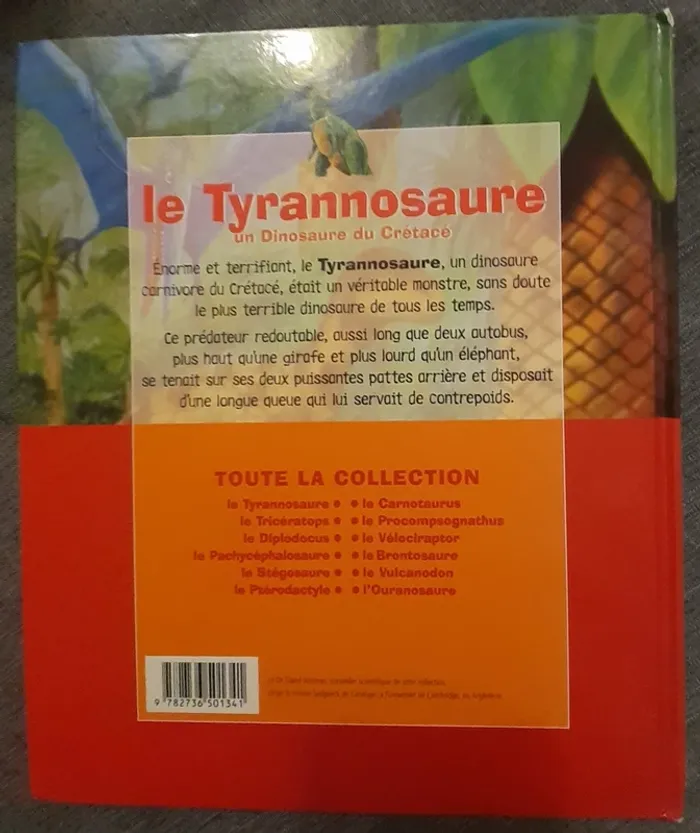 le Tyrannosaure
un Dinosaure du Crétacé
Énorme et terrifiant, le Tyrannosaure, un dinosaure
carnivore du Crétacé, était un véritable monstre, sans doute
le plus terrible dinosaure de tous les temps.
Ce prédateur redoutable, aussi long que deux autobus,
plus haut qu'une girafe et plus lourd qu'un éléphant,
se tenait sur ses deux puissantes pattes arrière et disposait
d'une longue queue qui lui servait de contrepoids.
TOUTE LA COLLECTION
le Tyrannosaure • • le Carnotaurus
le Tricératops • • le Procompsognathus
le Diplodocus • • le Vélociraptor
le Pachycéphalosaure • • le Brontosaure
le Stégosaure • • le Vulcanodon
le Ptérodactyle • • l'Ouranosaure
9 782736 501341